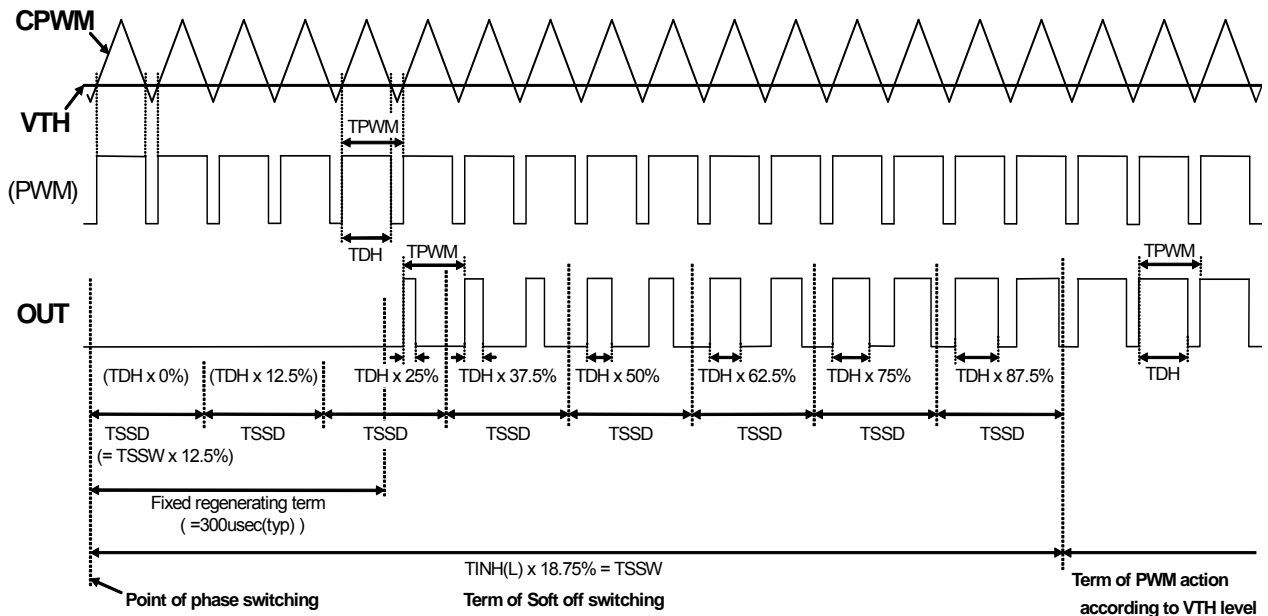 CPWM
VTH
TPWM
(PWM)
TDH
TPWM
TPWM
OUT
(TDH x 0%)
(TDH x 12.5%)
TDH x 25%
TDH x 37.5%
TDH x 50%
TDH x 62.5%
TDH x 75%
TDH x 87.5%
TDH
TSSD
TSSD
TSSD
TSSD
TSSD
TSSD
TSSD
TSSD
(= TSSW x 12.5%)
Fixed regenerating term
( =300usec(typ) )
TINH(L) x 18.75% = TSSW
Point of phase switching
Term of Soft off switching
Term of PWM action
according to VTH level